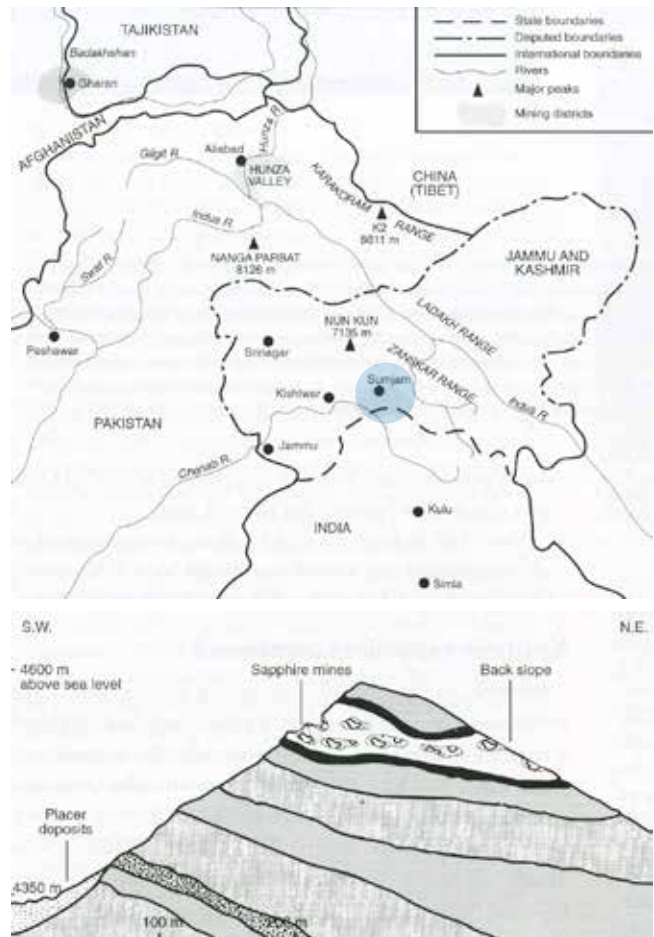 TAJIKISTAN
Badakhshan
Gharan
State boundaries
Disputed boundaries
International boundaries
Rivers
Major peaks
Mining districts
AFGHANISTAN
Hunza R.
Aliabad
Gilgit R.
HUNZA
VALLEY
KARAKORAM RANGE
CHINA
(TIBET)
K2
8611 m
Indus R.
NANGA PARBAT
8126 m
JAMMU AND
KASHMIR
Swat R.
NUN KUN
7135 m
LADAKH RANGE
Peshawar
Srinagar
ZANSKAR RANGE
Sumjam
Kishtwar
Indus R.
PAKISTAN
Jammu
Chenab R.
Kulu
INDIA
Simla
S.W.
N.E.
4600 m
above sea level
Sapphire mines
Back slope
Placer
deposits
4350 m
100 m
200 m